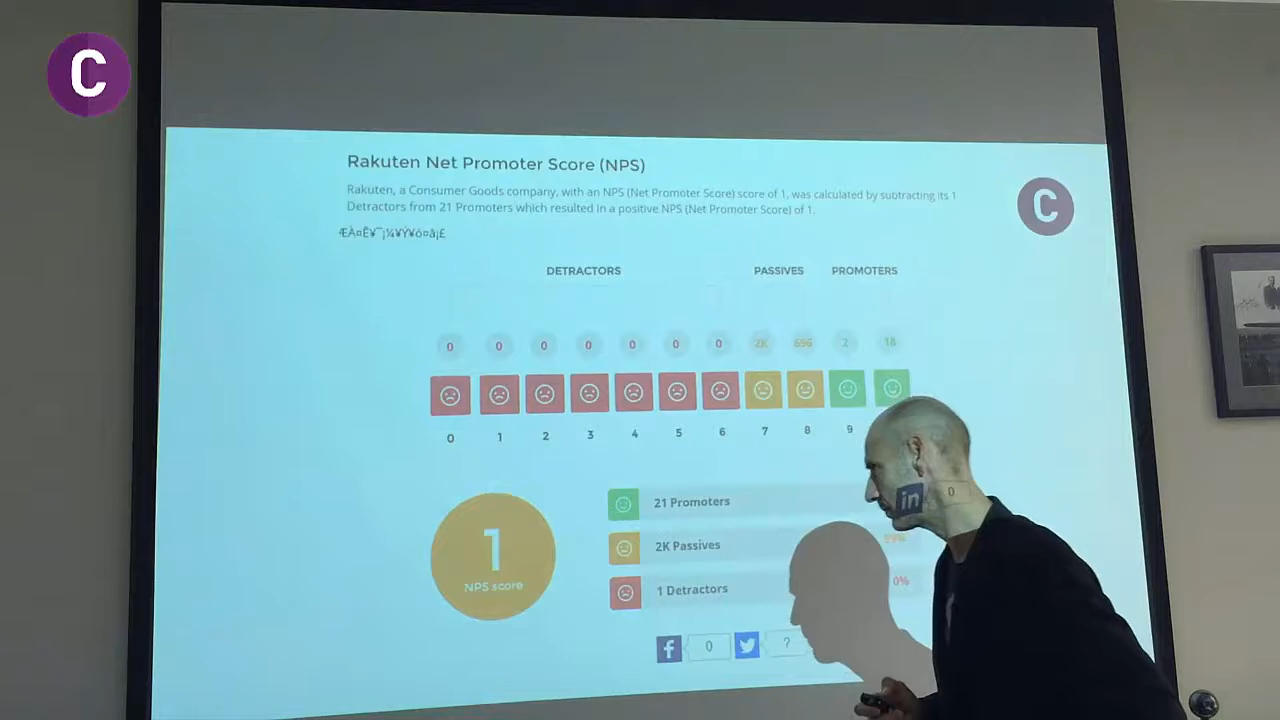 C
Rakuten Net Promoter Score (NPS)
Rakuten, a Consumer Goods company, with an NPS (Net Promoter Score) score of 1, was calculated by subtracting its 1
Detractors from 21 Promoters which resulted in a positive NPS (Net Promoter Score) of 1.
C
DETRACTORS PASSIVES PROMOTERS
0 0 0 0 0 0 0 2K 696 2 18
0 1 2 3 4 5 6 7 8 9
21 Promoters
1
NPS score
2K Passives
99%
1 Detractors
0%
in 0
f 0 ?